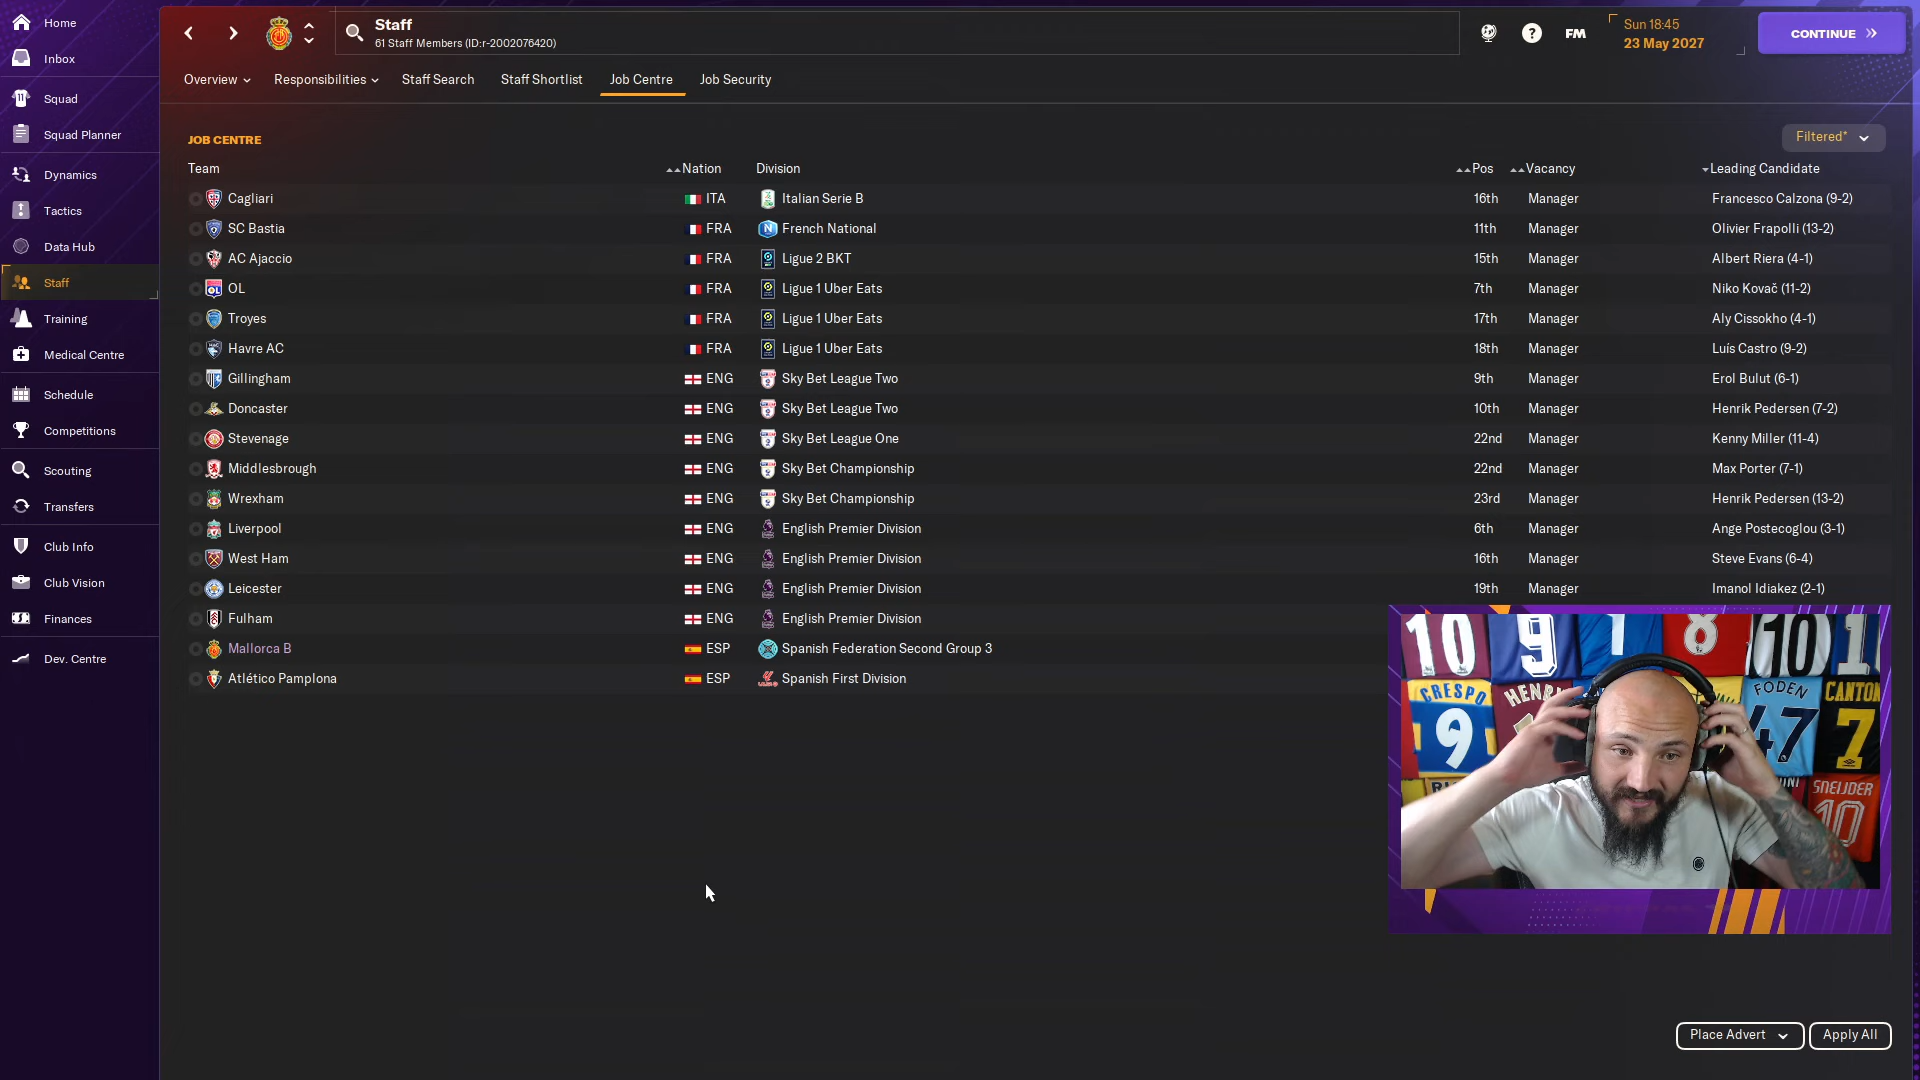 Home
Inbox
Squad
Squad Planner
Dynamics
Tactics
Data Hub
Staff
Training
Medical Centre
Schedule
Competitions
Scouting
Transfers
Club Info
Club Vision
Finances
Dev. Centre
Staff
61 Staff Members (ID:r-2002076420)
FM
Sun 18:45
23 May 2027
CONTINUE
Overview Responsibilities Staff Search Staff Shortlist Job Centre Job Security
JOB CENTRE
Filtered*
Team Nation Division Pos Vacancy Leading Candidate
Cagliari ITA Italian Serie B 16th Manager Francesco Calzona (9-2)
SC Bastia FRA French National 11th Manager Olivier Frapolli (13-2)
AC Ajaccio FRA Ligue 2 BKT 15th Manager Albert Riera (4-1)
OL FRA Ligue 1 Uber Eats 7th Manager Niko Kovač (11-2)
Troyes FRA Ligue 1 Uber Eats 17th Manager Aly Cissokho (4-1)
Havre AC FRA Ligue 1 Uber Eats 18th Manager Luís Castro (9-2)
Gillingham ENG Sky Bet League Two 9th Manager Erol Bulut (6-1)
Doncaster ENG Sky Bet League Two 10th Manager Henrik Pedersen (7-2)
Stevenage ENG Sky Bet League One 22nd Manager Kenny Miller (11-4)
Middlesbrough ENG Sky Bet Championship 22nd Manager Max Porter (7-1)
Wrexham ENG Sky Bet Championship 23rd Manager Henrik Pedersen (13-2)
Liverpool ENG English Premier Division 6th Manager Ange Postecoglou (3-1)
West Ham ENG English Premier Division 16th Manager Steve Evans (6-4)
Leicester ENG English Premier Division 19th Manager Imanol Idiakez (2-1)
Fulham ENG English Premier Division
Mallorca B ESP Spanish Federation Second Group 3
Atlético Pamplona ESP Spanish First Division
10 9 8 10
CRESPO 9
HENRY
FODEN 47
CANTON 7
SNEIJDER 10
Place Advert
Apply All